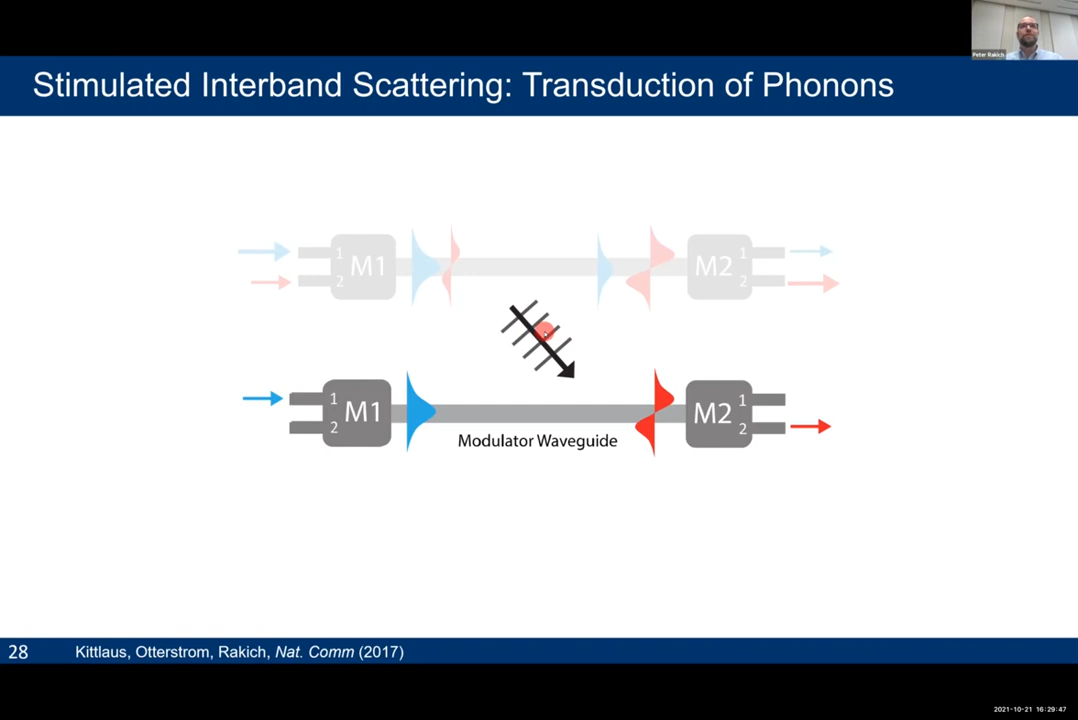 Peter Rakich
Stimulated Interband Scattering: Transduction of Phonons
1
M1
2
M2
1
2
1
M1
2
M2
1
2
Modulator Waveguide
28
Kittlaus, Otterstrom, Rakich, Nat. Comm (2017)
2021-10-21 16:29:47